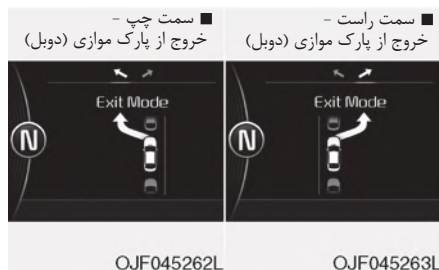 ■ سمت راست -
خروج از پارک موازی (دوبل)
Exit Mode
N
OJF045263L
■ سمت چپ -
خروج از پارک موازی (دوبل)
Exit Mode
N
OJF045262L